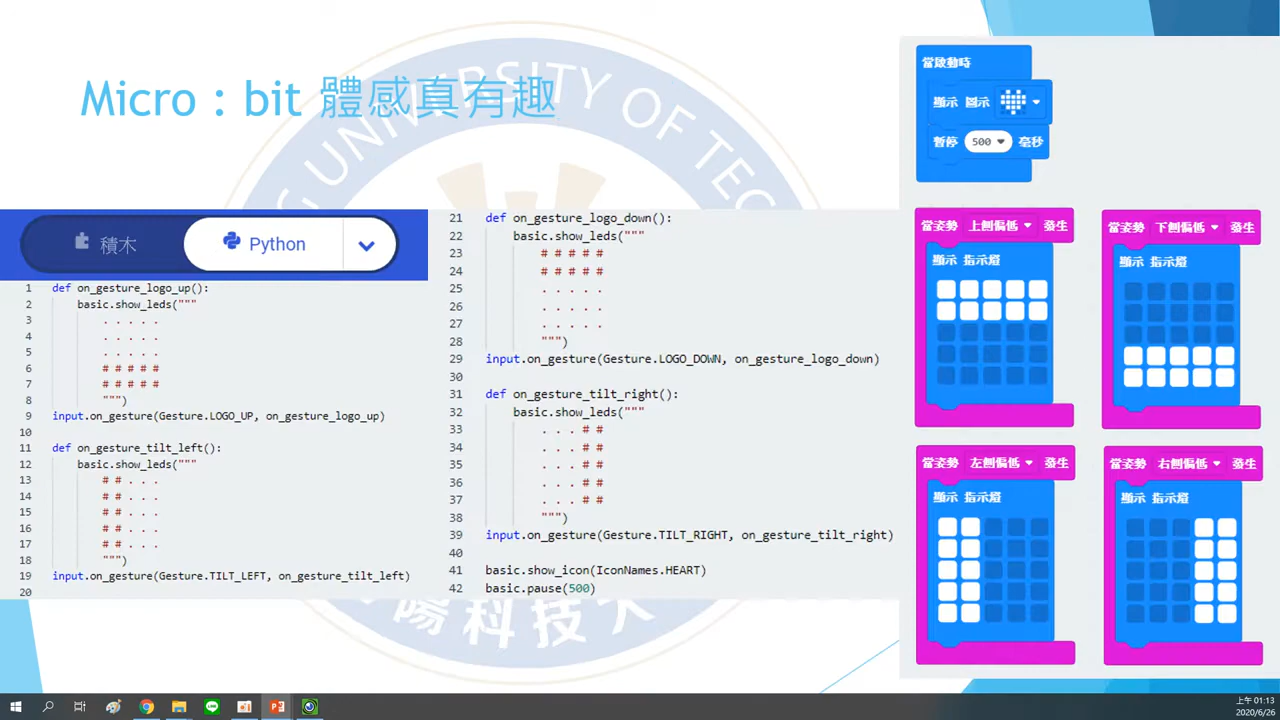 Micro：bit 體感真有趣
UNIVERSITY OF TEC
陽科技大
積木
Python
1 def on_gesture_logo_up():
2 basic.show_leds("""
3 . . . . .
4 . . . . .
5 . . . . .
6 # # # # #
7 # # # # #
8 """)
9 input.on_gesture(Gesture.LOGO_UP, on_gesture_logo_up)
10
11 def on_gesture_tilt_left():
12 basic.show_leds("""
13 # # . . .
14 # # . . .
15 # # . . .
16 # # . . .
17 # # . . .
18 """)
19 input.on_gesture(Gesture.TILT_LEFT, on_gesture_tilt_left)
20
21 def on_gesture_logo_down():
22 basic.show_leds("""
23 # # # # #
24 # # # # #
25 . . . . .
26 . . . . .
27 . . . . .
28 """)
29 input.on_gesture(Gesture.LOGO_DOWN, on_gesture_logo_down)
30
31 def on_gesture_tilt_right():
32 basic.show_leds("""
33 . . . # #
34 . . . # #
35 . . . # #
36 . . . # #
37 . . . # #
38 """)
39 input.on_gesture(Gesture.TILT_RIGHT, on_gesture_tilt_right)
40
41 basic.show_icon(IconNames.HEART)
42 basic.pause(500)
當啟動時
顯示 圖示
暫停 500 毫秒
當姿勢 上側偏低 發生
顯示 指示燈
當姿勢 下側偏低 發生
顯示 指示燈
當姿勢 左側偏低 發生
顯示 指示燈
當姿勢 右側偏低 發生
顯示 指示燈
上午 01:13
2020/6/26